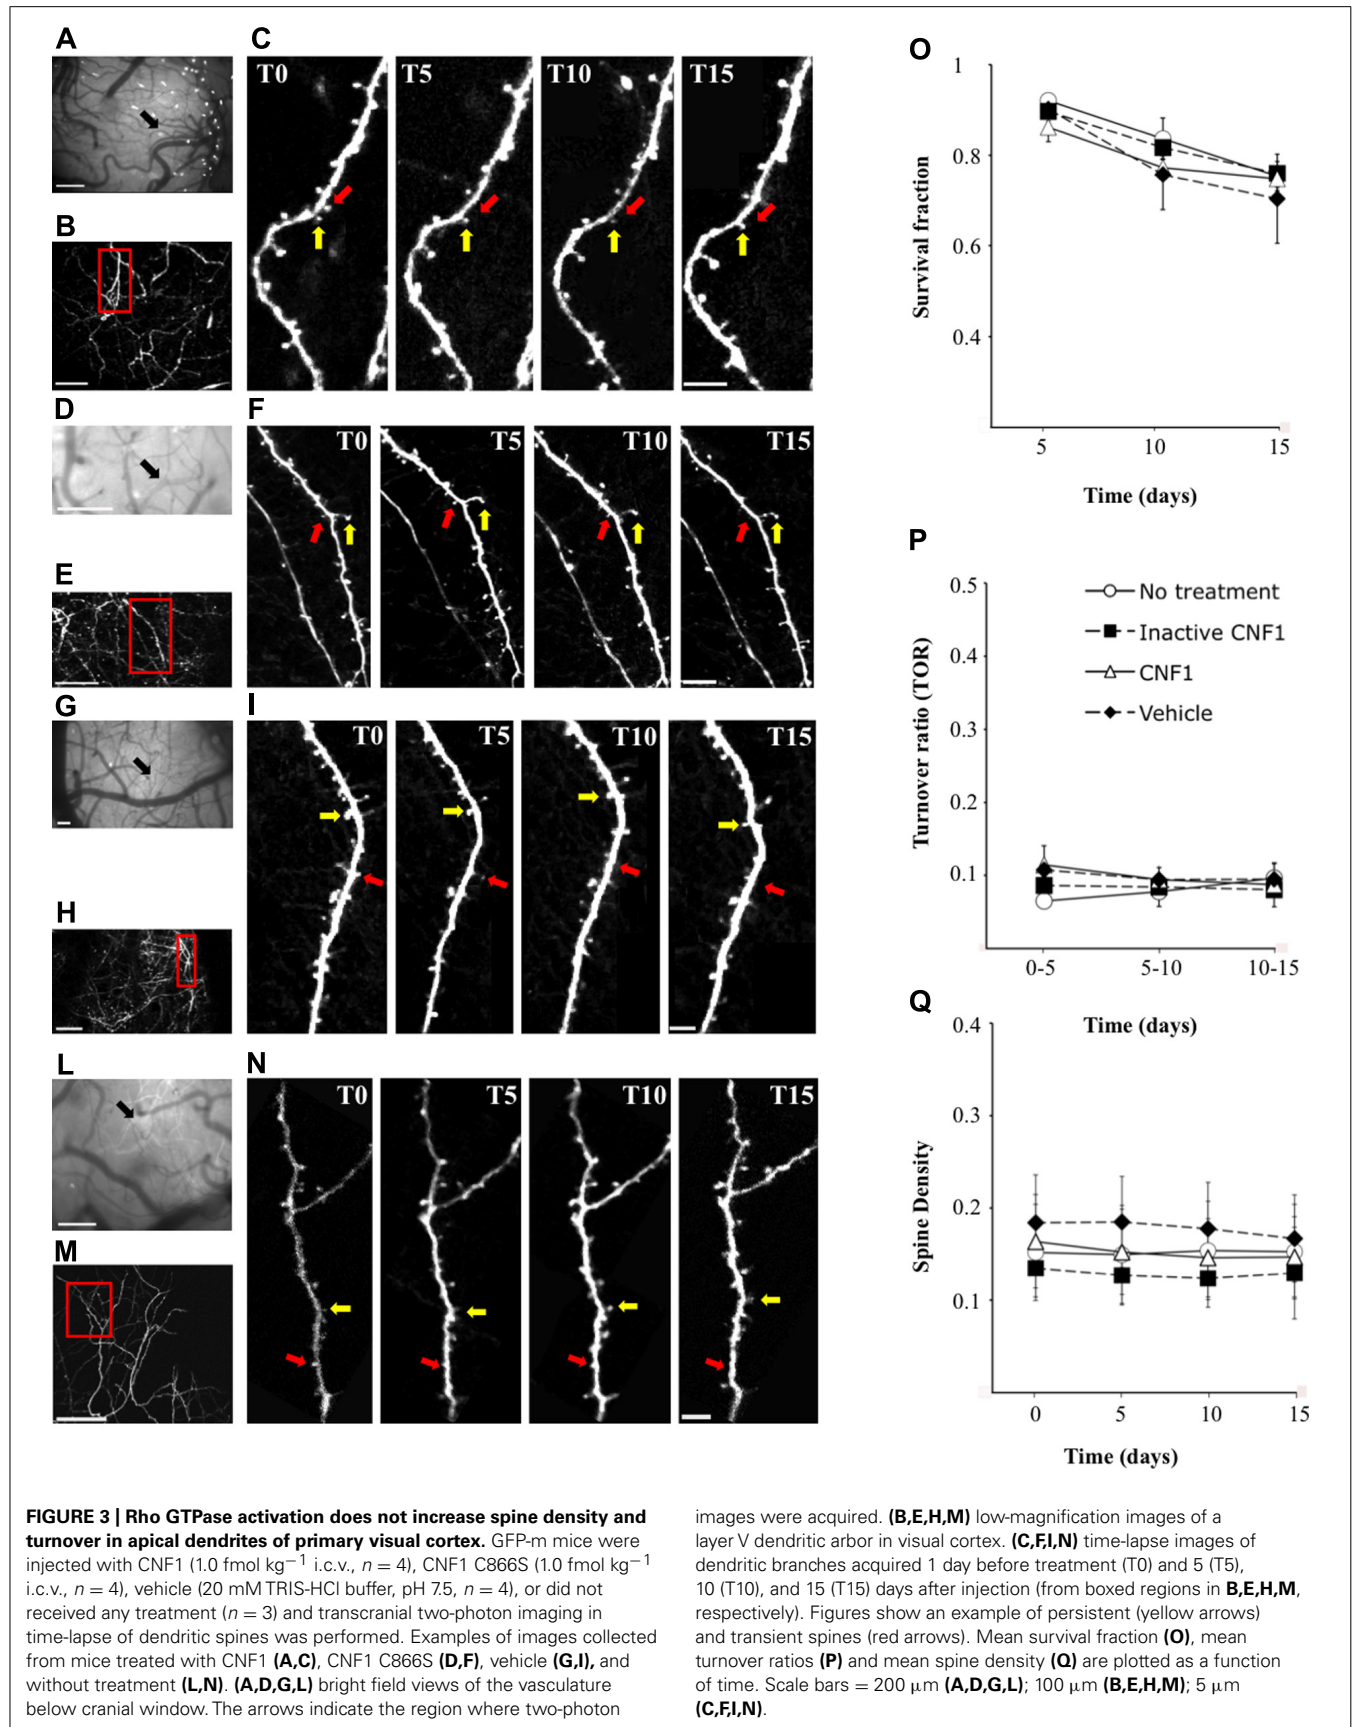 A
C
T0
T5
T10
T15
B
D
F
T0
T5
T10
T15
E
G
I
T0
T5
T10
T15
H
L
N
T0
T5
T10
T15
M
O
1
0.8
0.6
0.4
Survival fraction
5
10
15
Time (days)
P
0.5
0.4
0.3
0.2
0.1
Turnover ratio (TOR)
No treatment
Inactive CNF1
CNF1
Vehicle
0-5
5-10
10-15
Time (days)
Q
0.4
0.3
0.2
0.1
Spine Density
0
5
10
15
Time (days)
FIGURE 3 | Rho GTPase activation does not increase spine density and
turnover in apical dendrites of primary visual cortex. GFP-m mice were
injected with CNF1 (1.0 fmol kg−1 i.c.v., n = 4), CNF1 C866S (1.0 fmol kg−1
i.c.v., n = 4), vehicle (20 mM TRIS-HCl buffer, pH 7.5, n = 4), or did not
received any treatment (n = 3) and transcranial two-photon imaging in
time-lapse of dendritic spines was performed. Examples of images collected
from mice treated with CNF1 (A,C), CNF1 C866S (D,F), vehicle (G,I), and
without treatment (L,N). (A,D,G,L) bright field views of the vasculature
below cranial window. The arrows indicate the region where two-photon
images were acquired. (B,E,H,M) low-magnification images of a
layer V dendritic arbor in visual cortex. (C,F,I,N) time-lapse images of
dendritic branches acquired 1 day before treatment (T0) and 5 (T5),
10 (T10), and 15 (T15) days after injection (from boxed regions in B,E,H,M,
respectively). Figures show an example of persistent (yellow arrows)
and transient spines (red arrows). Mean survival fraction (O), mean
turnover ratios (P) and mean spine density (Q) are plotted as a function
of time. Scale bars = 200 μm (A,D,G,L); 100 μm (B,E,H,M); 5 μm
(C,F,I,N).